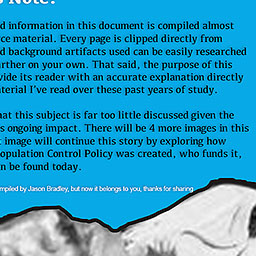 s Note:
d information in this document is compiled almost
ce material. Every page is clipped directly from
d background artifacts used can be easily researched
rther on your own. That said, the purpose of this
vide its reader with an accurate explanation directly
terial I've read over these past years of study.
at this subject is far too little discussed given the
s ongoing impact. There will be 4 more images in this
t image will continue this story by exploring how
opulation Control Policy was created, who funds it,
n be found today.
mpiled by Jason Bradley, but now it belongs to you, thanks for sharing